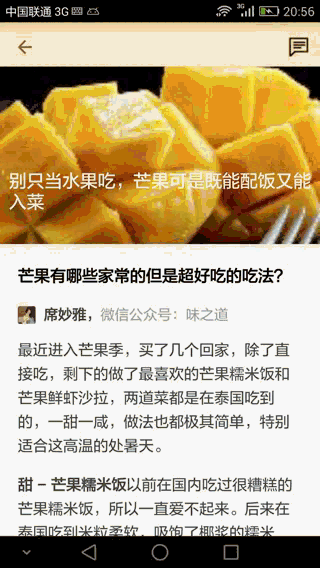 中国联通 3G 20:56
别只当水果吃，芒果可是既能配饭又能
入菜
芒果有哪些家常的但是超好吃的吃法？
席妙雅，微信公众号：味之道
最近进入芒果季，买了几个回家，除了直
接吃，剩下的做了最喜欢的芒果糯米饭和
芒果鲜虾沙拉，两道菜都是在泰国吃到
的，一甜一咸，做法也都极其简单，特别
适合这高温的处暑天。
甜 – 芒果糯米饭以前在国内吃过很糟糕的
芒果糯米饭，所以一直爱不起来。后来在
泰国吃到米粒柔软、吸饱了椰浆的糯米